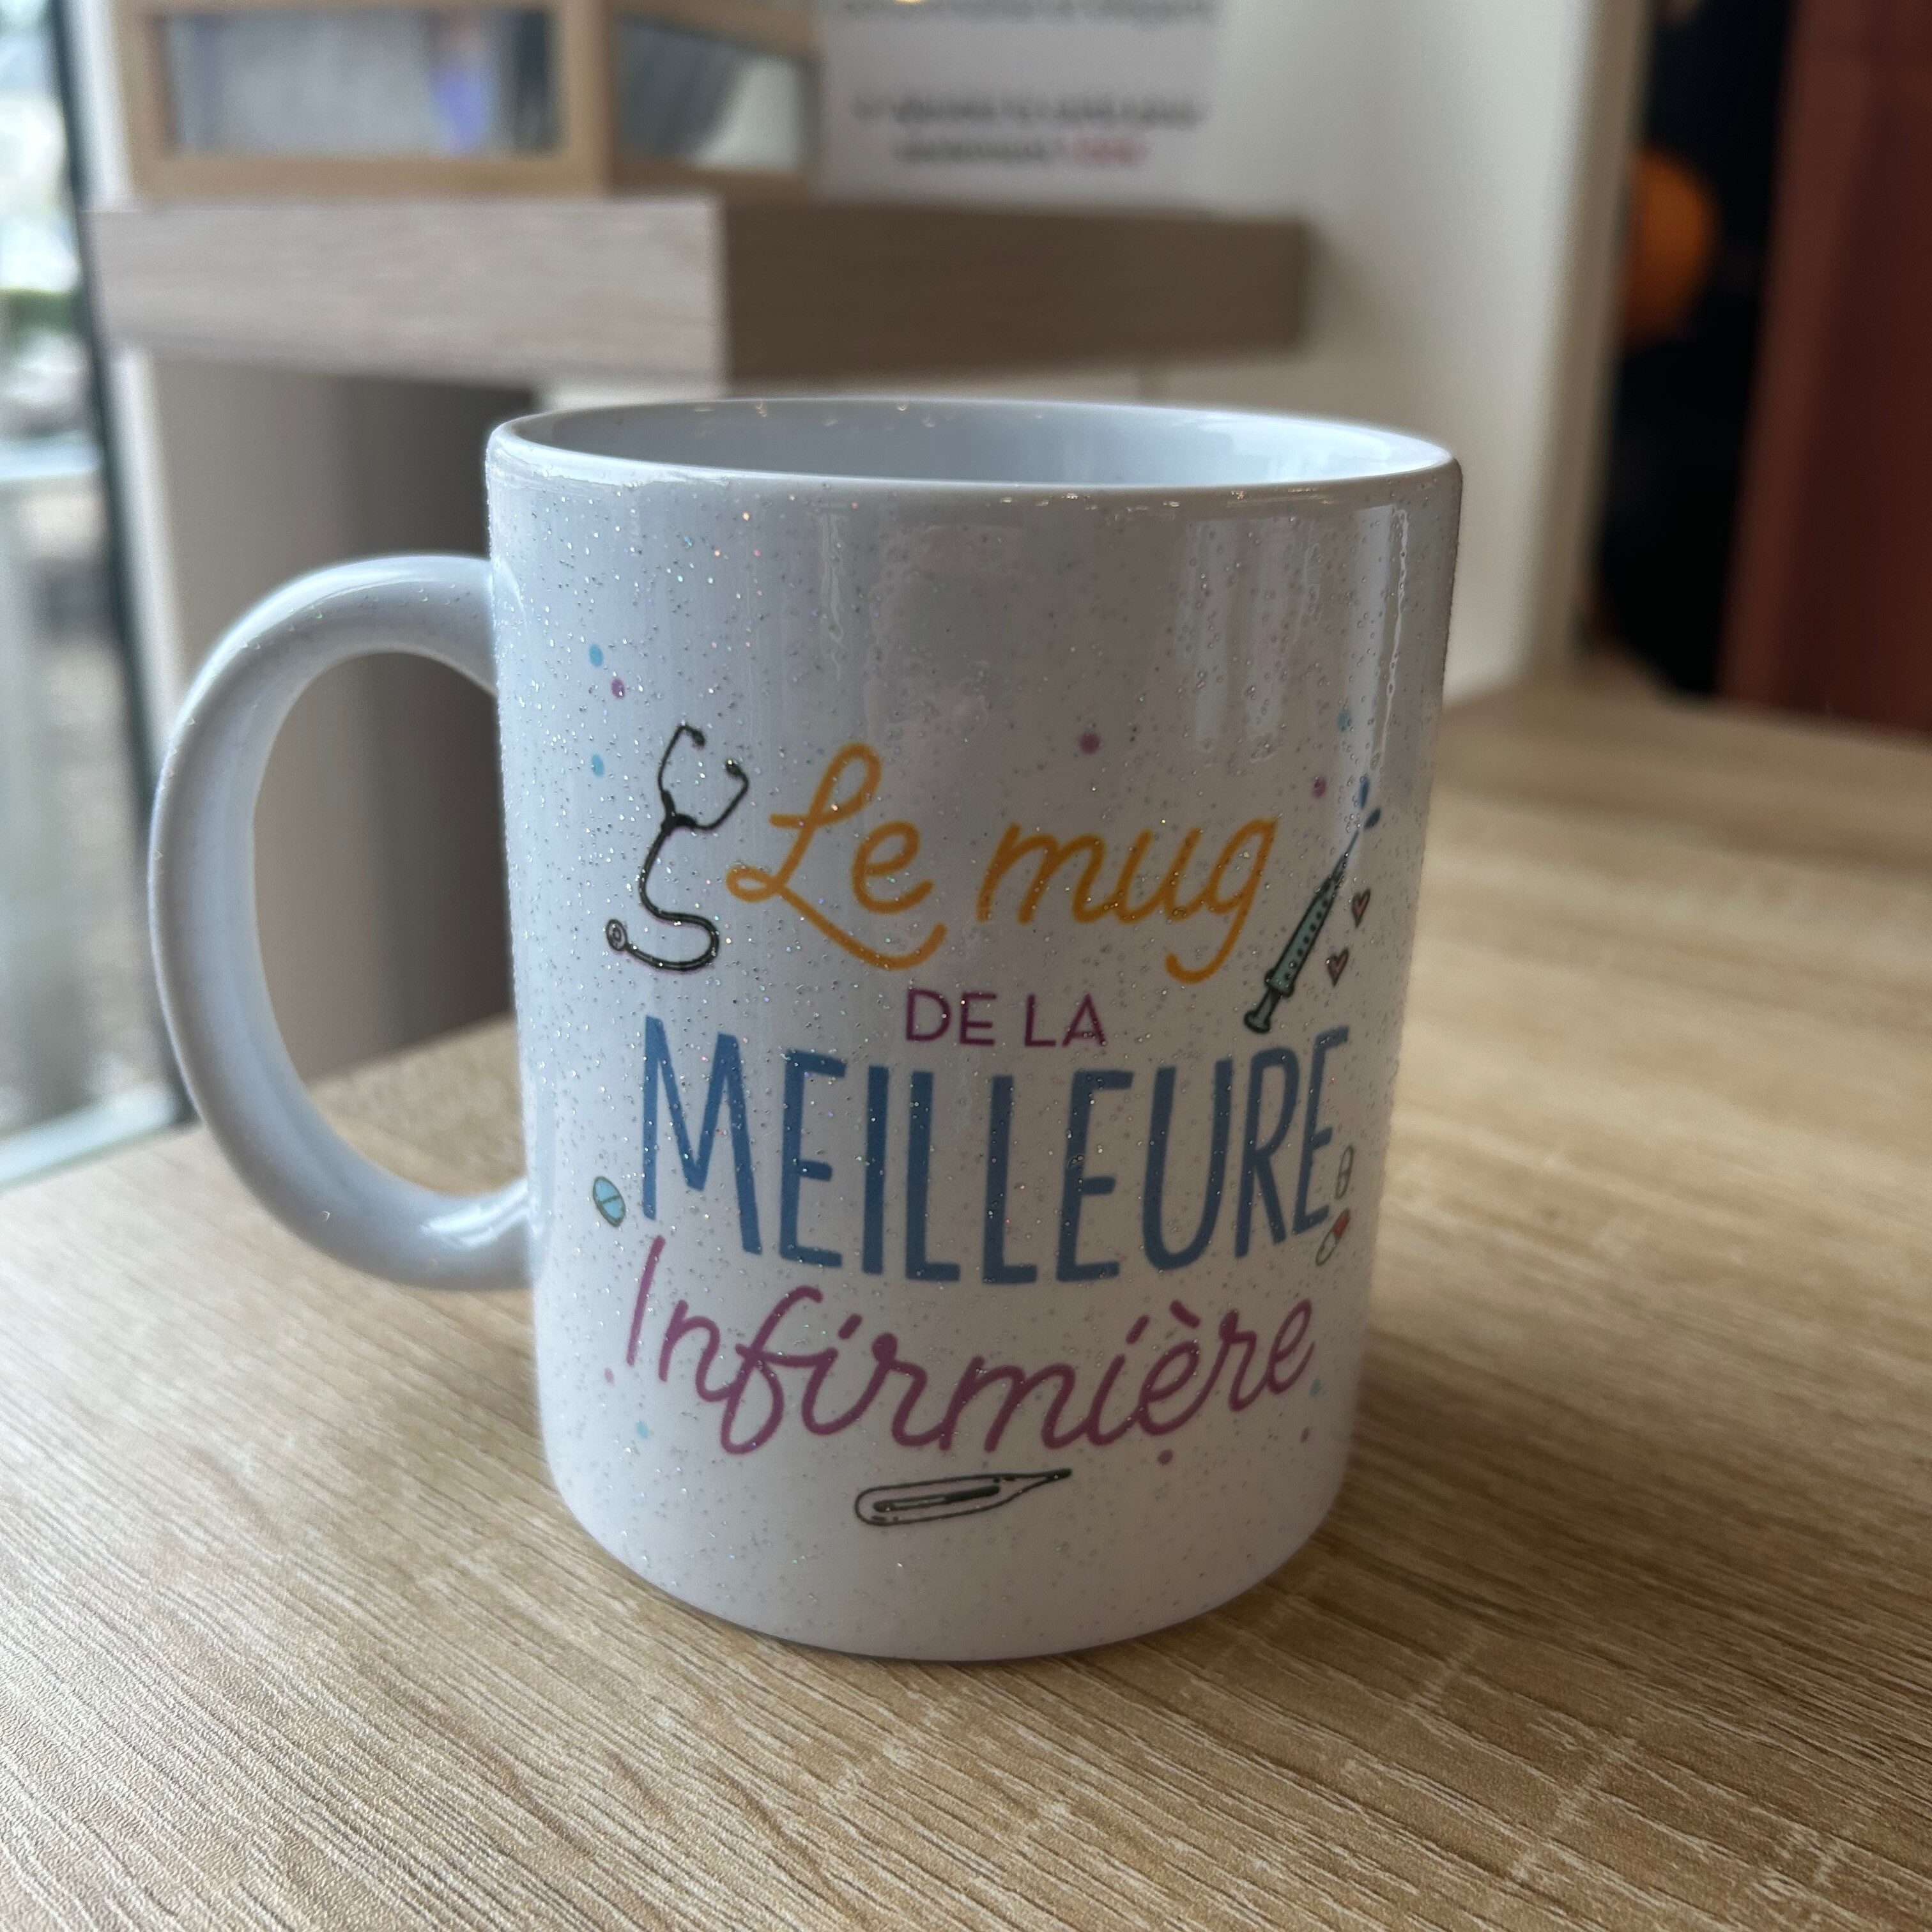 Le mug
DE LA
MEILLEURE
Infirmière